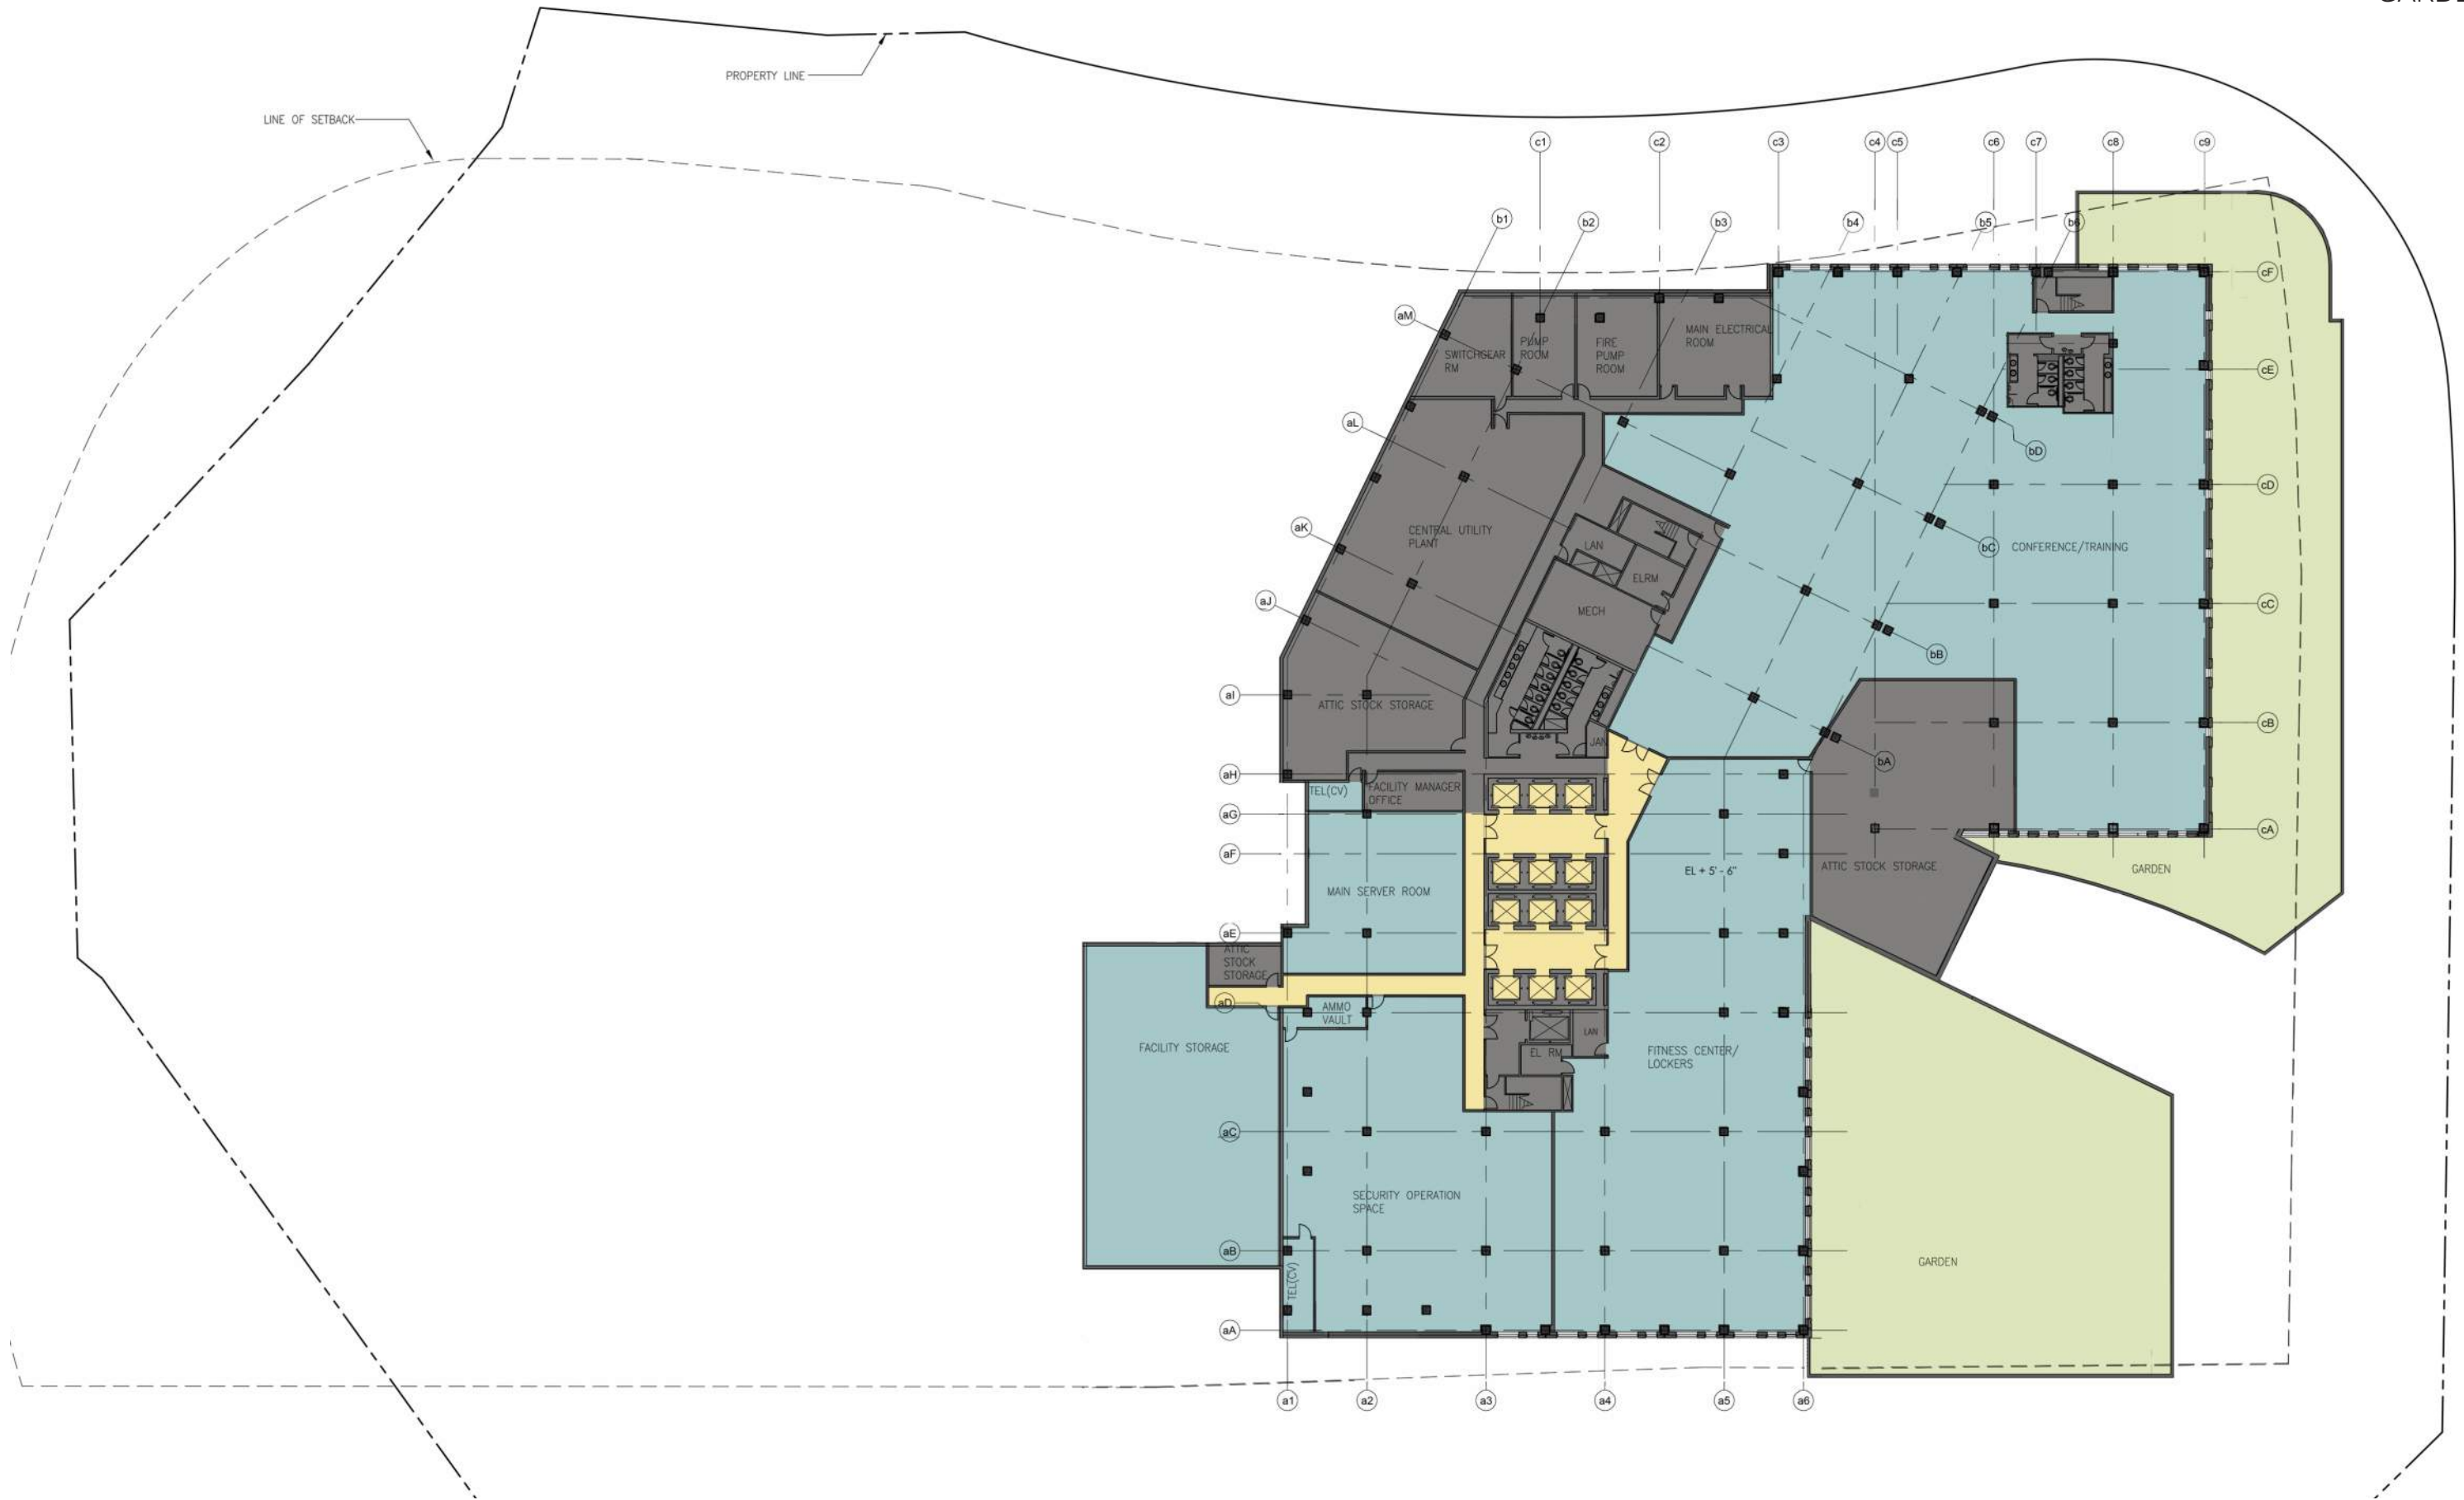 PROPERTY LINE
LINE OF SETBACK
c1
c2
c3
c4
c5
c6
c7
c8
c9
b1
b2
b3
b4
b5
b6
cF
cE
cD
cC
cB
cA
aM
aL
aK
aJ
aI
aH
aG
aF
aE
aD
aC
aB
aA
bD
bC
bB
bA
SWITCHGEAR
RM
PUMP
ROOM
FIRE
PUMP
ROOM
MAIN ELECTRICAL
ROOM
CENTRAL UTILITY
PLANT
LAN
ELRM
MECH
CONFERENCE/TRAINING
ATTIC STOCK STORAGE
JAN
TEL(CV)
FACILITY MANAGER
OFFICE
MAIN SERVER ROOM
EL + 5' - 6"
ATTIC STOCK STORAGE
GARDEN
ATTIC
STOCK
STORAGE
AMMO
VAULT
FACILITY STORAGE
LAN
EL RM
FITNESS CENTER/
LOCKERS
SECURITY OPERATION
SPACE
TEL(CV)
GARDEN
a1
a2
a3
a4
a5
a6